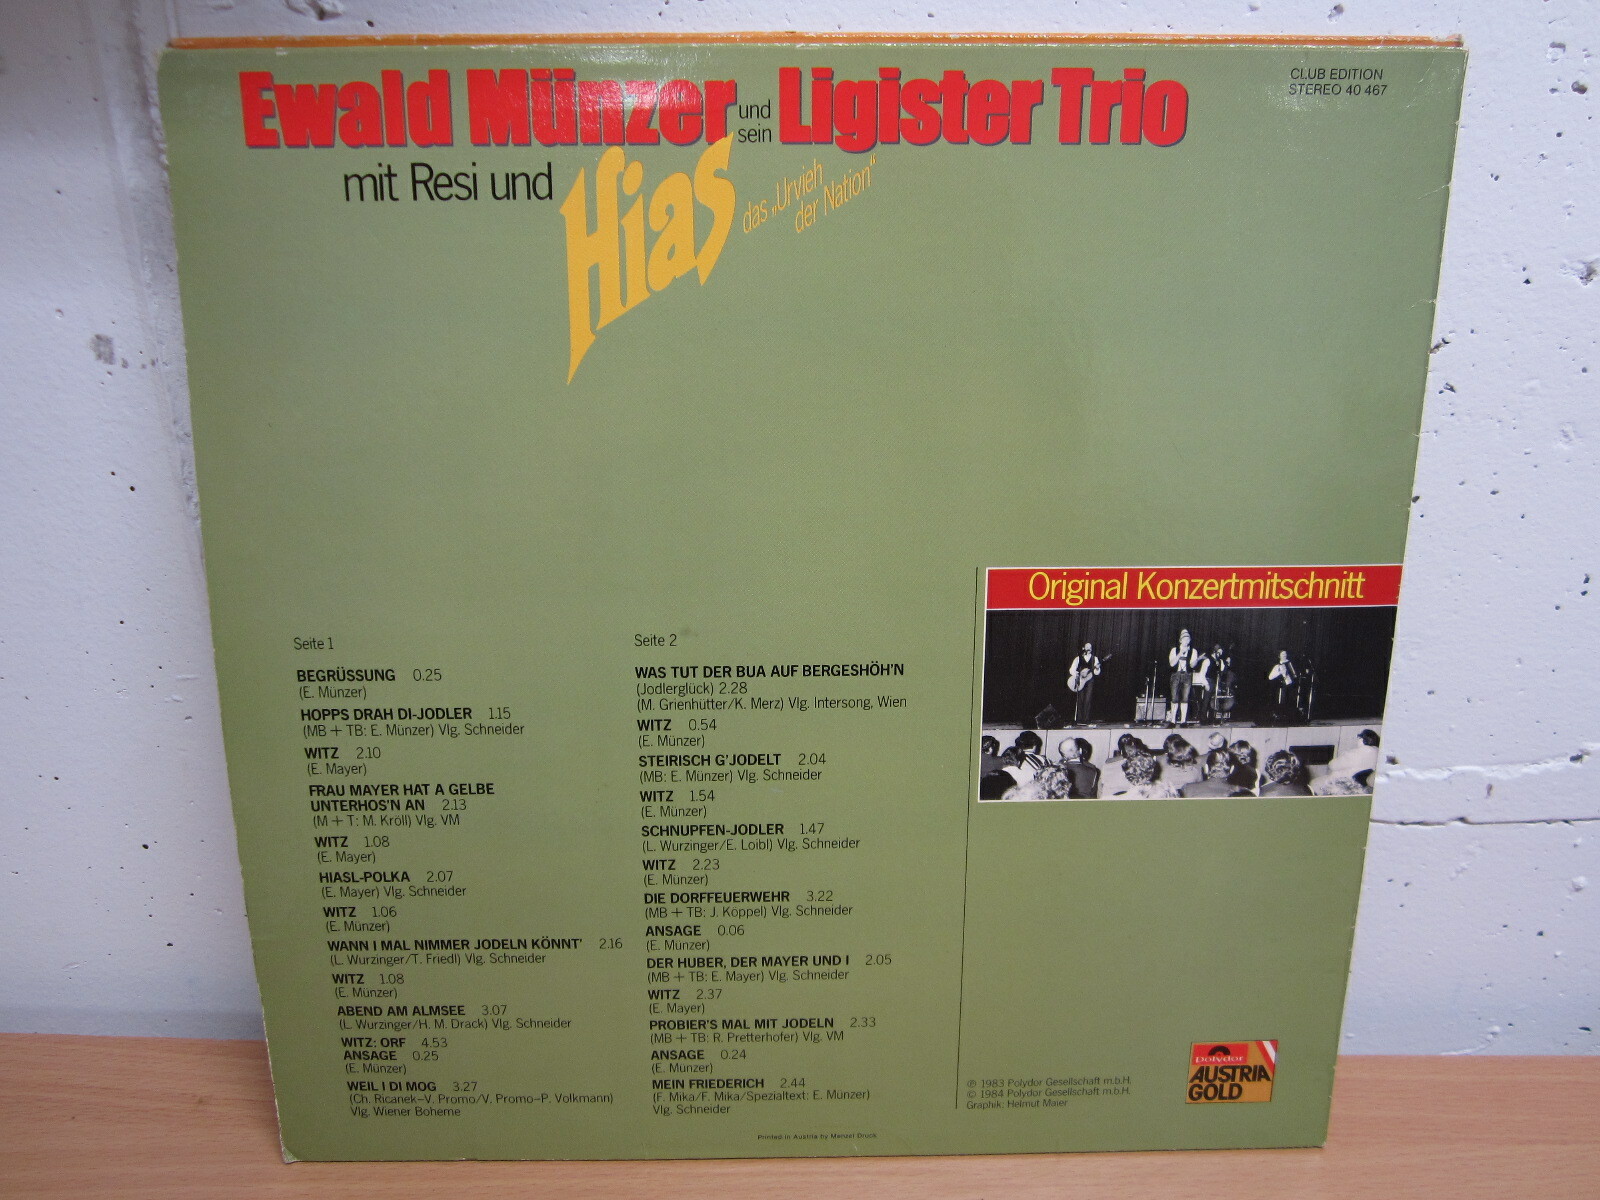 CLUB EDITION
STEREO 40 467
Ewald Münzer und sein Ligister Trio
mit Resi und Hias das „Urvieh der Nation“
Seite 1
BEGRÜSSUNG 0.25
(E. Münzer)
HOPPS DRAH DI-JODLER 1.15
(MB + TB: E. Münzer) Vlg. Schneider
WITZ 2.10
(E. Mayer)
FRAU MAYER HAT A GELBE
UNTERHOS'N AN 2.13
(M + T: M. Kröll) Vlg. VM
WITZ 1.08
(E. Mayer)
HIASL-POLKA 2.07
(E. Mayer) Vlg. Schneider
WITZ 1.06
(E. Münzer)
WANN I MAL NIMMER JODELN KÖNNT' 2.16
(L. Wurzinger/T. Friedl) Vlg. Schneider
WITZ 1.08
(E. Münzer)
ABEND AM ALMSEE 3.07
(L. Wurzinger/H. M. Drack) Vlg. Schneider
WITZ: ORF 4.53
ANSAGE 0.25
(E. Münzer)
WEIL I DI MOG 3.27
(Ch. Ricanek–V. Promo/V. Promo–P. Volkmann)
Vlg. Wiener Boheme
Seite 2
WAS TUT DER BUA AUF BERGESHÖH'N
(Jodlerglück) 2.28
(M. Grienhütter/K. Merz) Vlg. Intersong, Wien
WITZ 0.54
(E. Münzer)
STEIRISCH G'JODELT 2.04
(MB: E. Münzer) Vlg. Schneider
WITZ 1.54
(E. Münzer)
SCHNUPFEN-JODLER 1.47
(L. Wurzinger/E. Loibl) Vlg. Schneider
WITZ 2.23
(E. Münzer)
DIE DORFFEUERWEHR 3.22
(MB + TB: J. Köppel) Vlg. Schneider
ANSAGE 0.06
(E. Münzer)
DER HUBER, DER MAYER UND I 2.05
(MB + TB: E. Mayer) Vlg. Schneider
WITZ 2.37
(E. Mayer)
PROBIER'S MAL MIT JODELN 2.33
(MB + TB: R. Pretterhofer) Vlg. VM
ANSAGE 0.24
(E. Münzer)
MEIN FRIEDERICH 2.44
(F. Mika/F. Mika/Spezialtext: E. Münzer)
Vlg. Schneider
Original Konzertmitschnitt
℗ 1983 Polydor Gesellschaft m.b.H.
© 1984 Polydor Gesellschaft m.b.H.
Graphik: Helmut Maier
Polydor
AUSTRIA
GOLD
Printed in Austria by Manzel Druck